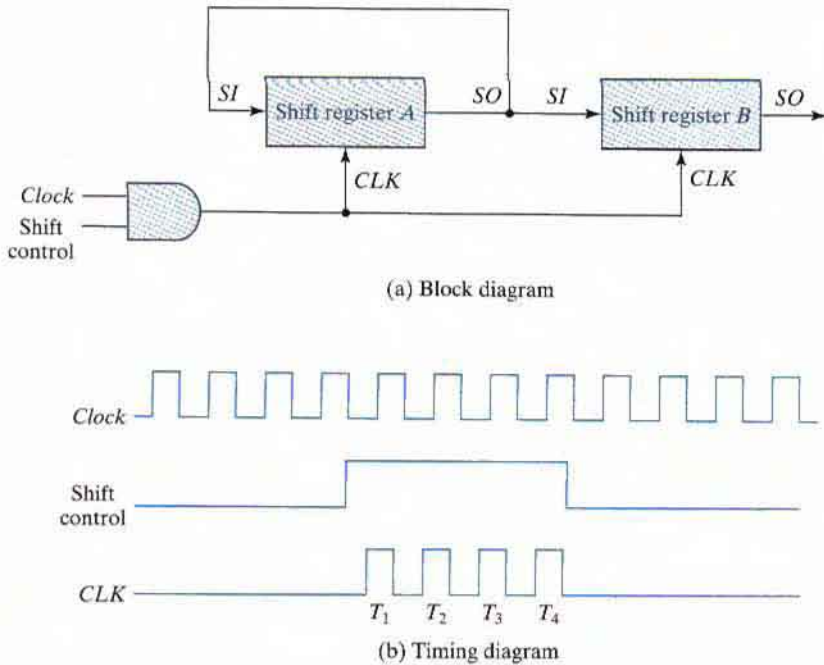 SI
Shift register A
SO
SI
Shift register B
SO
CLK
CLK
Clock
Shift
control
(a) Block diagram
Clock
Shift
control
CLK
T1 T2 T3 T4
(b) Timing diagram